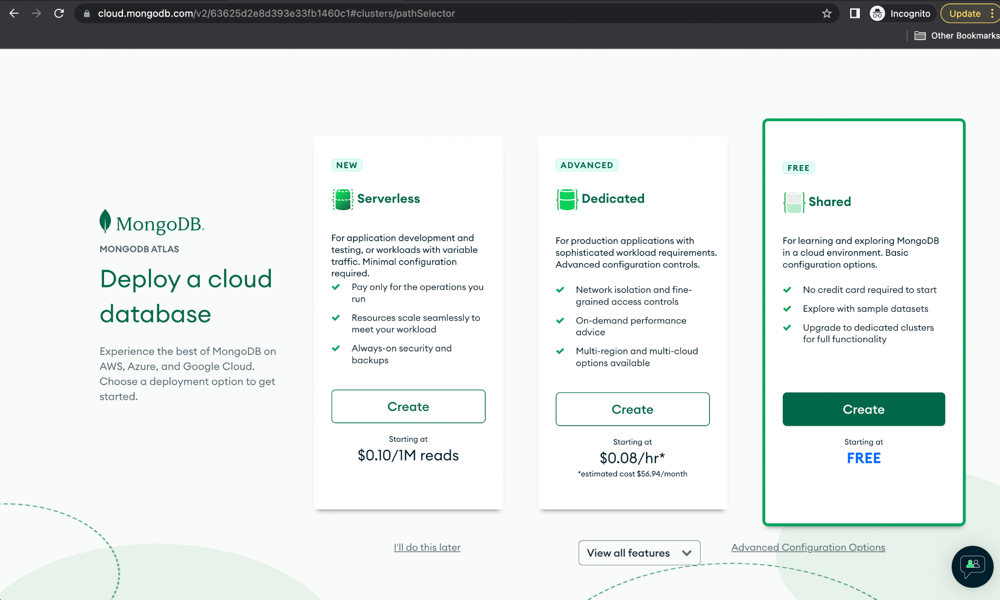 cloud.mongodb.com/v2/63625d2e8d393e33fb1460c1#clusters/pathSelector
Incognito
Update
Other Bookmarks
MongoDB.
MONGODB ATLAS
Deploy a cloud
database
Experience the best of MongoDB on
AWS, Azure, and Google Cloud.
Choose a deployment option to get
started.
NEW
Serverless
For application development and
testing, or workloads with variable
traffic. Minimal configuration
required.
Pay only for the operations you
run
Resources scale seamlessly to
meet your workload
Always-on security and
backups
Create
Starting at
$0.10/1M reads
ADVANCED
Dedicated
For production applications with
sophisticated workload requirements.
Advanced configuration controls.
Network isolation and fine-
grained access controls
On-demand performance
advice
Multi-region and multi-cloud
options available
Create
Starting at
$0.08/hr*
*estimated cost $56.94/month
FREE
Shared
For learning and exploring MongoDB
in a cloud environment. Basic
configuration options.
No credit card required to start
Explore with sample datasets
Upgrade to dedicated clusters
for full functionality
Create
Starting at
FREE
I'll do this later
View all features
Advanced Configuration Options